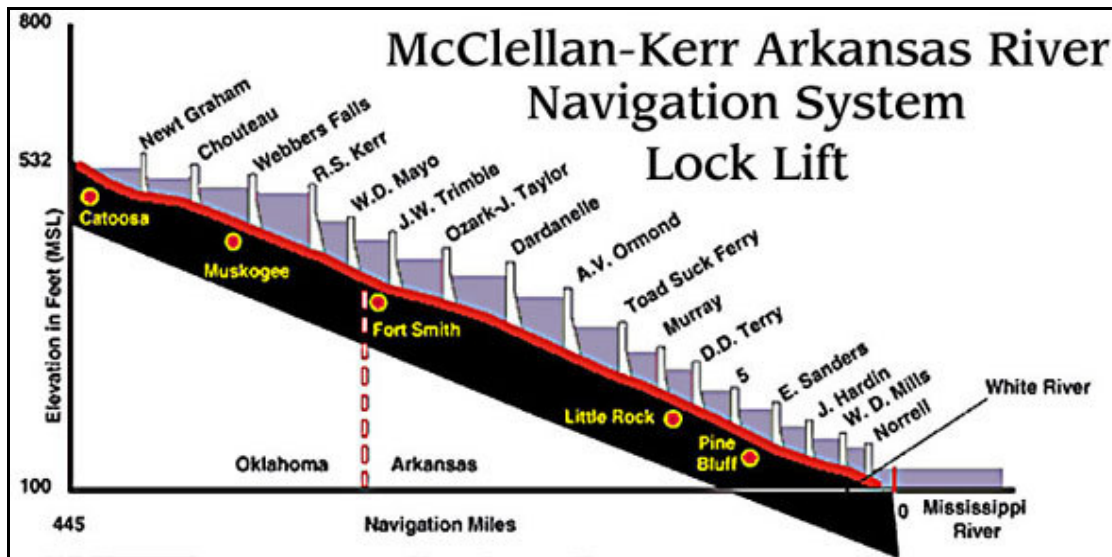 800
McClellan-Kerr Arkansas River
Navigation System
Lock Lift
532
Newt Graham
Chouteau
Webbers Falls
R.S. Kerr
W.D. Mayo
J.W. Trimble
Ozark-J. Taylor
Dardanelle
A.V. Ormond
Toad Suck Ferry
Murray
D.D. Terry
5
E. Sanders
J. Hardin
W. D. Mills
Norrell
White River
Elevation in Feet (MSL)
Catoosa
Muskogee
Fort Smith
Little Rock
Pine
Bluff
Oklahoma
Arkansas
100
445
Navigation Miles
0
Mississippi
River